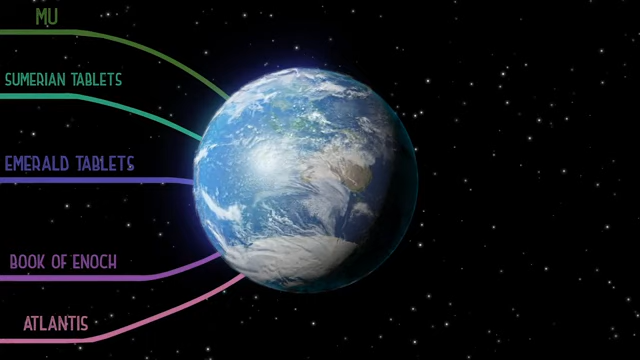 MU
SUMERIAN TABLETS
EMERALD TABLETS
BOOK OF ENOCH
ATLANTIS